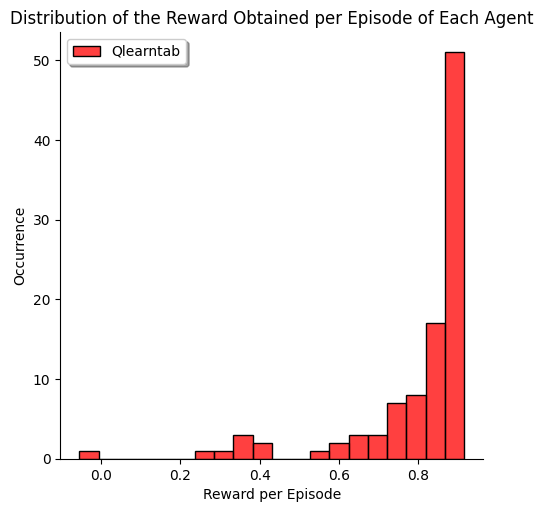 Distribution of the Reward Obtained per Episode of Each Agent
Qlearntab
50
40
30
20
10
0
Occurrence
0.0 0.2 0.4 0.6 0.8
Reward per Episode